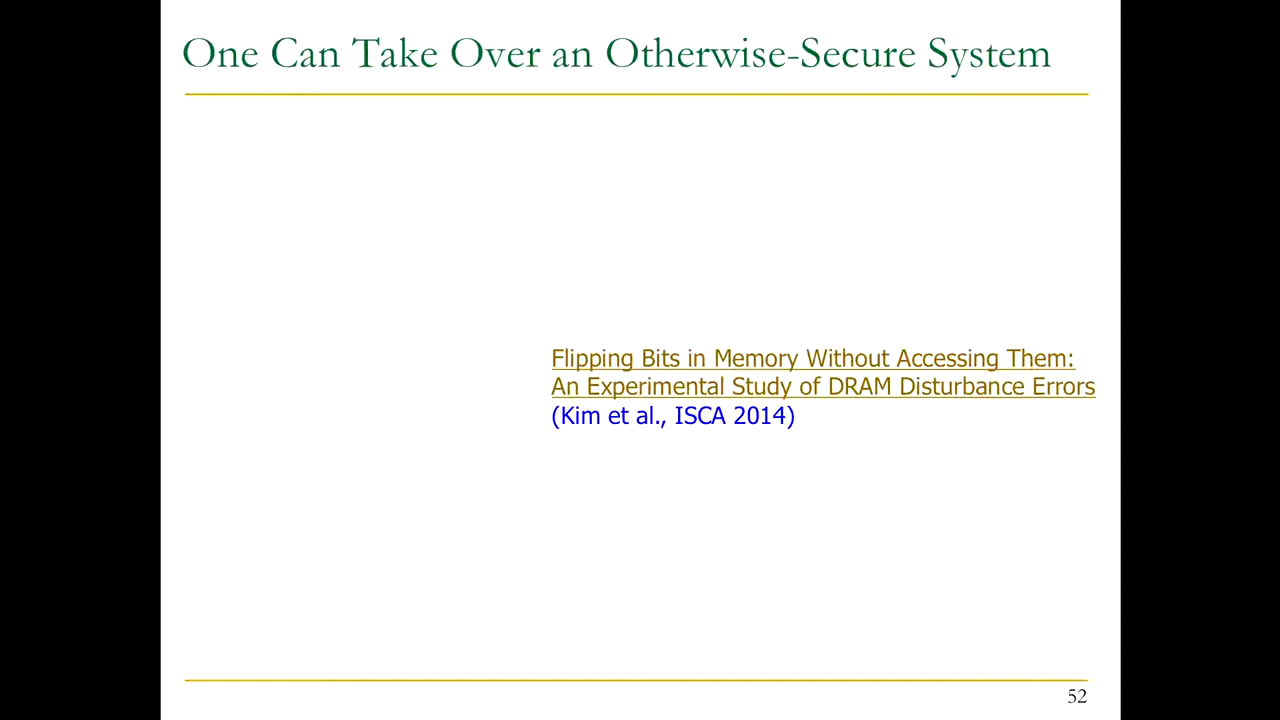 One Can Take Over an Otherwise-Secure System
Flipping Bits in Memory Without Accessing Them:
An Experimental Study of DRAM Disturbance Errors
(Kim et al., ISCA 2014)
52